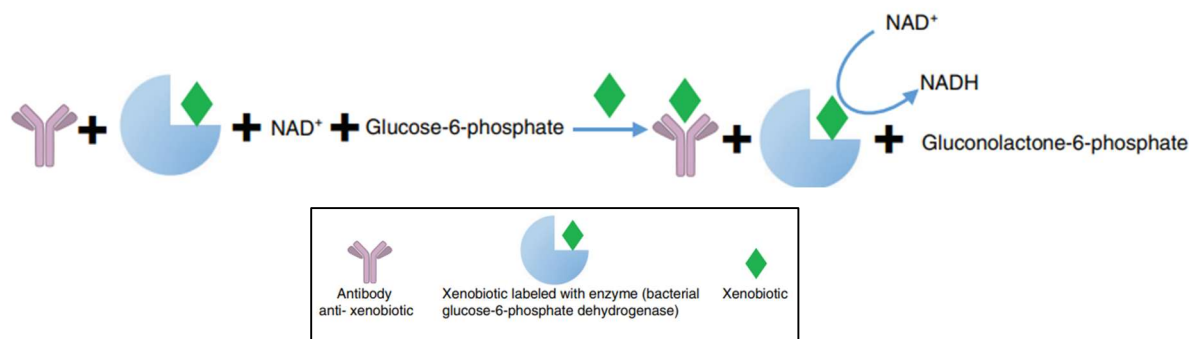 NAD⁺
NADH
NAD⁺ Glucose-6-phosphate Gluconolactone-6-phosphate
Antibody
anti- xenobiotic
Xenobiotic labeled with enzyme (bacterial
glucose-6-phosphate dehydrogenase)
Xenobiotic